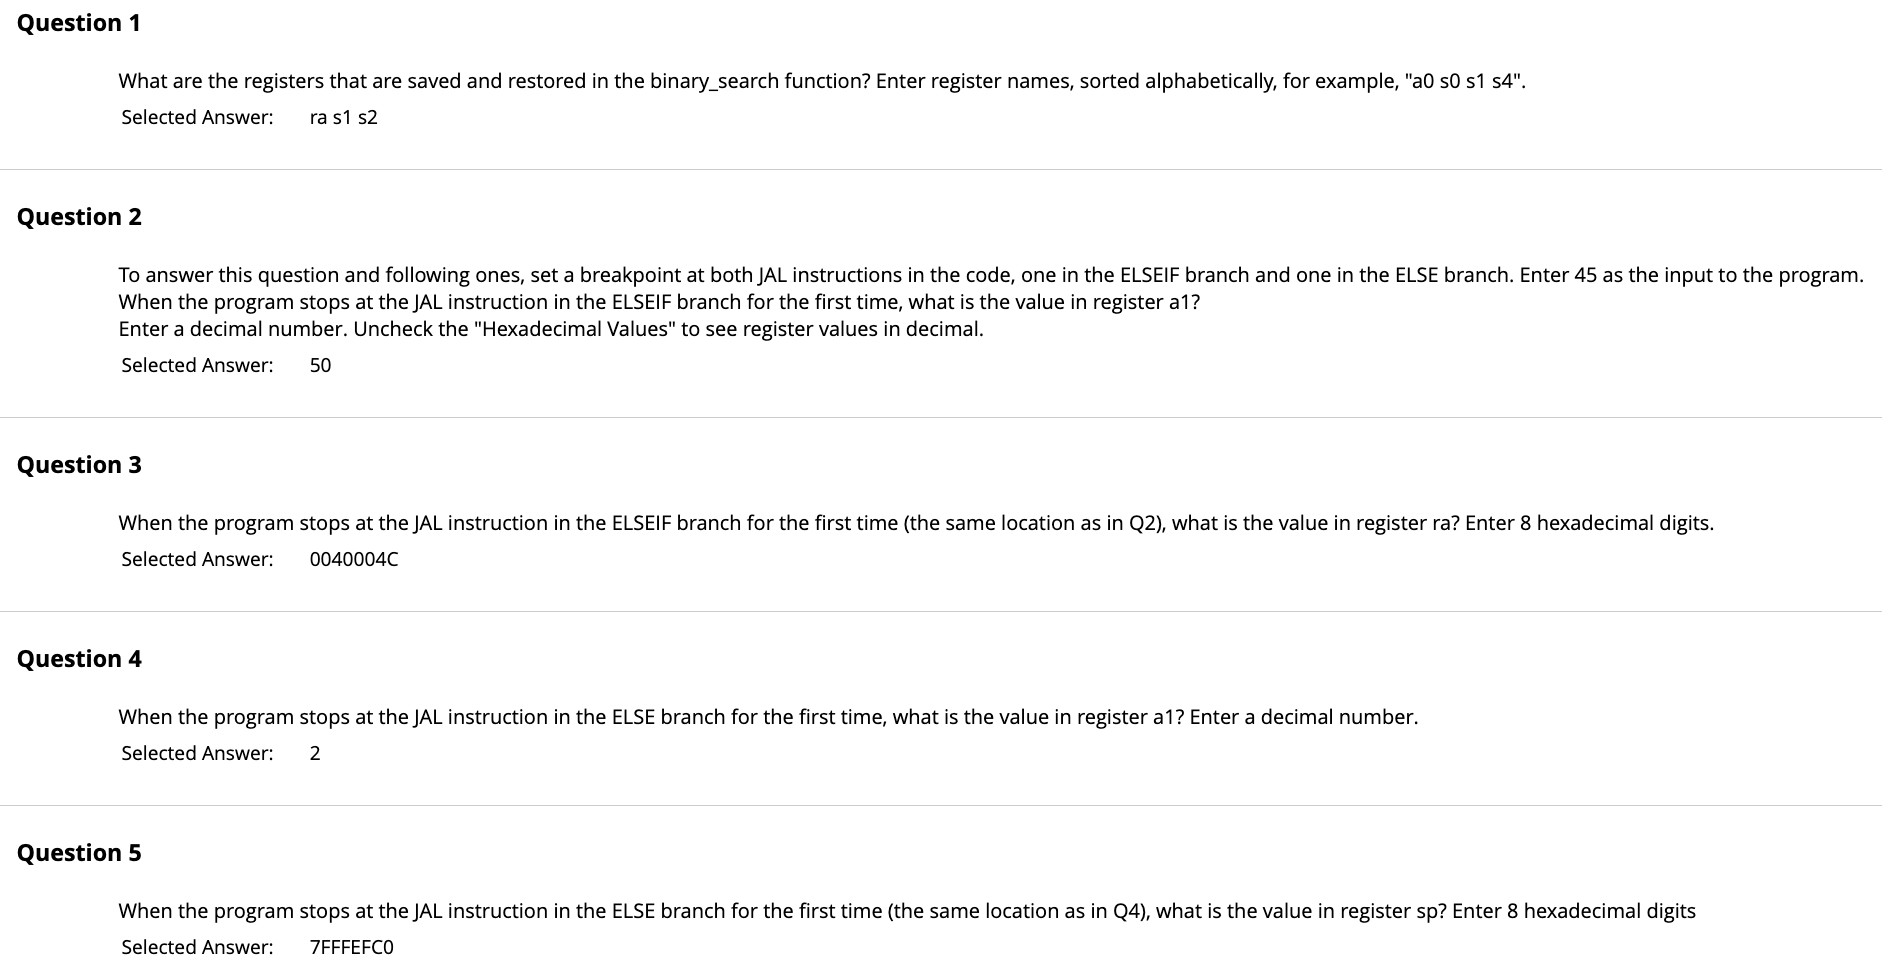 Question 1
What are the registers that are saved and restored in the binary_search function? Enter register names, sorted alphabetically, for example, "a0 s0 s1 s4".
Selected Answer: ra s1 s2
Question 2
To answer this question and following ones, set a breakpoint at both JAL instructions in the code, one in the ELSEIF branch and one in the ELSE branch. Enter 45 as the input to the program.
When the program stops at the JAL instruction in the ELSEIF branch for the first time, what is the value in register a1?
Enter a decimal number. Uncheck the "Hexadecimal Values" to see register values in decimal.
Selected Answer: 50
Question 3
When the program stops at the JAL instruction in the ELSEIF branch for the first time (the same location as in Q2), what is the value in register ra? Enter 8 hexadecimal digits.
Selected Answer: 0040004C
Question 4
When the program stops at the JAL instruction in the ELSE branch for the first time, what is the value in register a1? Enter a decimal number.
Selected Answer: 2
Question 5
When the program stops at the JAL instruction in the ELSE branch for the first time (the same location as in Q4), what is the value in register sp? Enter 8 hexadecimal digits
Selected Answer: 7FFFEFC0